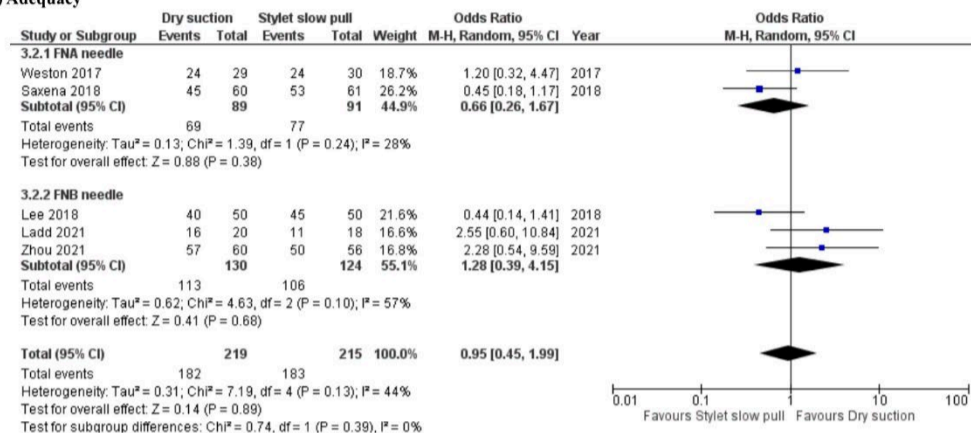 Adequacy
Dry suction Stylet slow pull Odds Ratio Odds Ratio
Study or Subgroup Events Total Events Total Weight M-H, Random, 95% CI Year M-H, Random, 95% CI
3.2.1 FNA needle
Weston 2017 24 29 24 30 18.7% 1.20 [0.32, 4.47] 2017
Saxena 2018 45 60 53 61 26.2% 0.45 [0.18, 1.17] 2018
Subtotal (95% CI) 89 91 44.9% 0.66 [0.26, 1.67]
Total events 69 77
Heterogeneity: Tau² = 0.13; Chi² = 1.39, df = 1 (P = 0.24); I² = 28%
Test for overall effect: Z = 0.88 (P = 0.38)
3.2.2 FNB needle
Lee 2018 40 50 45 50 21.6% 0.44 [0.14, 1.41] 2018
Ladd 2021 16 20 11 18 16.6% 2.55 [0.60, 10.84] 2021
Zhou 2021 57 60 50 56 16.8% 2.28 [0.54, 9.59] 2021
Subtotal (95% CI) 130 124 55.1% 1.28 [0.39, 4.15]
Total events 113 106
Heterogeneity: Tau² = 0.62; Chi² = 4.63, df = 2 (P = 0.10); I² = 57%
Test for overall effect: Z = 0.41 (P = 0.68)
Total (95% CI) 219 215 100.0% 0.95 [0.45, 1.99]
Total events 182 183
Heterogeneity: Tau² = 0.31; Chi² = 7.19, df = 4 (P = 0.13); I² = 44%
Test for overall effect: Z = 0.14 (P = 0.89)
Test for subgroup differences: Chi² = 0.74, df = 1 (P = 0.39), I² = 0%
0.01 0.1 1 10 100
Favours Stylet slow pull Favours Dry suction